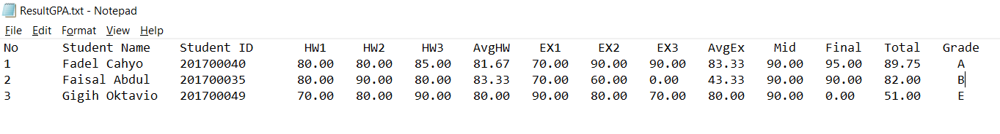 ResultGPA.txt - Notepad
File Edit Format View Help
No Student Name Student ID HW1 HW2 HW3 AvgHW EX1 EX2 EX3 AvgEx Mid Final Total Grade
1 Fadel Cahyo 201700040 80.00 80.00 85.00 81.67 70.00 90.00 90.00 83.33 90.00 95.00 89.75 A
2 Faisal Abdul 201700035 80.00 90.00 80.00 83.33 70.00 60.00 0.00 43.33 90.00 90.00 82.00 B
3 Gigih Oktavio 201700049 70.00 80.00 90.00 80.00 90.00 80.00 70.00 80.00 90.00 0.00 51.00 E